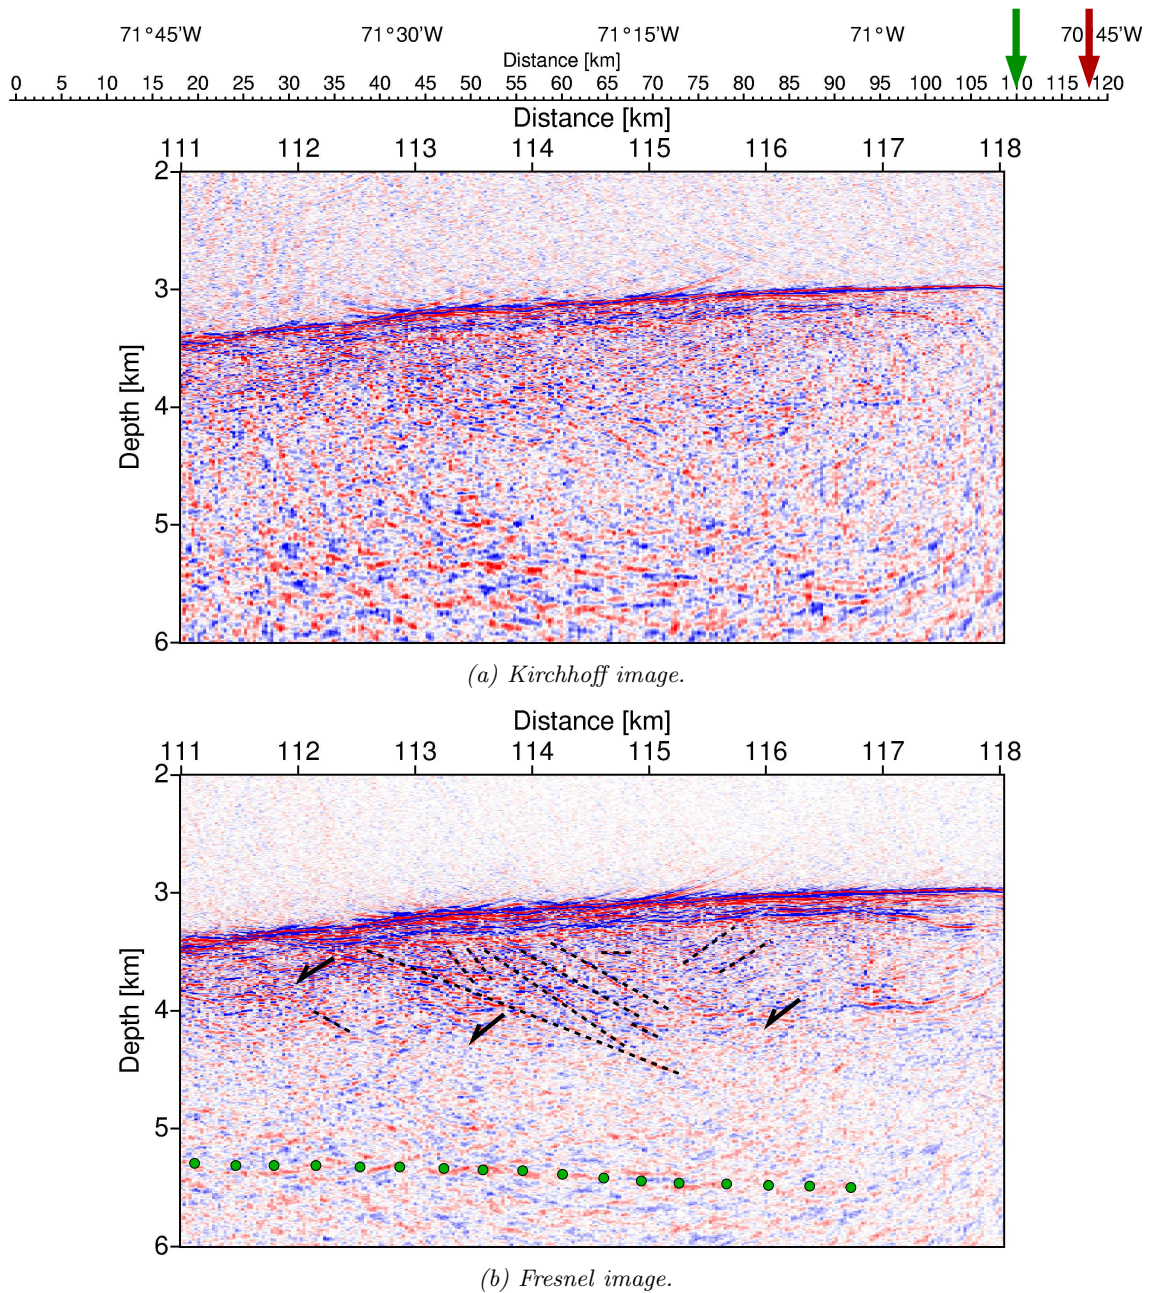 71°45'W 71°30'W 71°15'W 71°W 70 45'W
Distance [km]
0 5 10 15 20 25 30 35 40 45 50 55 60 65 70 75 80 85 90 95 100 105 110 115 120
Distance [km]
111 112 113 114 115 116 117 118
2
3
4
5
6
Depth [km]
(a) Kirchhoff image.
Distance [km]
111 112 113 114 115 116 117 118
2
3
4
5
6
Depth [km]
(b) Fresnel image.